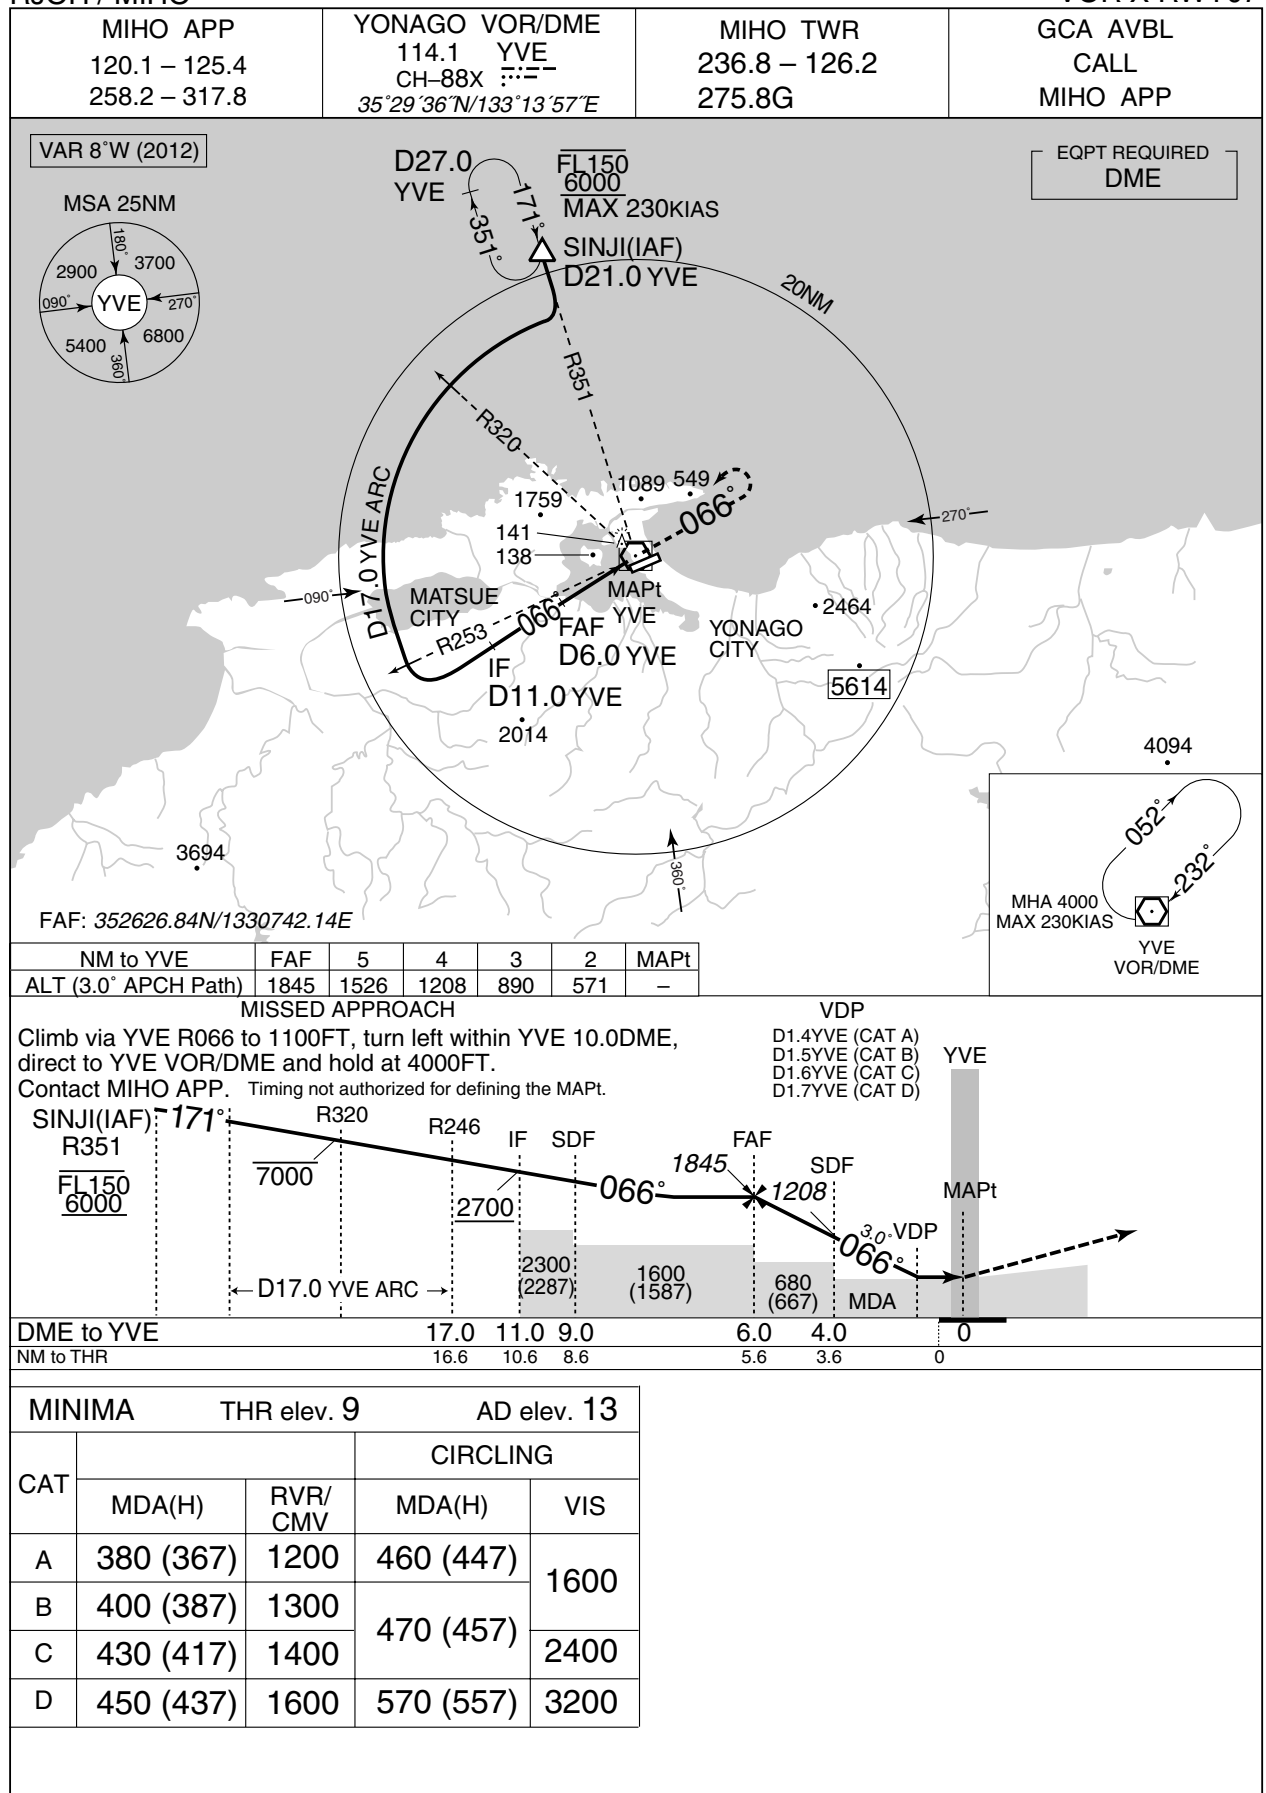 MIHO APP
120.1 – 125.4
258.2 – 317.8
YONAGO VOR/DME
114.1 YVE
CH–88X
35°29´36˝N/133°13´57˝E
MIHO TWR
236.8 – 126.2
275.8G
GCA AVBL
CALL
MIHO APP
VAR 8°W (2012)
EQPT REQUIRED
DME
MSA 25NM
180°
2900
3700
090°
YVE
270°
5400
6800
360°
D27.0
YVE
171°
351°
FL150
6000
MAX 230KIAS
SINJI(IAF)
D21.0 YVE
20NM
R351
R320
D17.0 YVE ARC
1759
1089
549
066°
141
138
270°
090°
MATSUE
CITY
R253
066°
MAPt
YVE
FAF
D6.0 YVE
IF
D11.0 YVE
2014
YONAGO
CITY
2464
5614
4094
3694
360°
052°
232°
MHA 4000
MAX 230KIAS
YVE
VOR/DME
FAF: 352626.84N/1330742.14E
NM to YVE FAF 5 4 3 2 MAPt
ALT (3.0° APCH Path) 1845 1526 1208 890 571 –
MISSED APPROACH
Climb via YVE R066 to 1100FT, turn left within YVE 10.0DME,
direct to YVE VOR/DME and hold at 4000FT.
Contact MIHO APP. Timing not authorized for defining the MAPt.
VDP
D1.4YVE (CAT A)
D1.5YVE (CAT B)
D1.6YVE (CAT C)
D1.7YVE (CAT D)
YVE
SINJI(IAF)
R351
FL150
6000
171°
R320
7000
R246
2700
IF
SDF
066°
FAF
1845
SDF
1208
3.0°
066°
VDP
MAPt
D17.0 YVE ARC
2300
(2287)
1600
(1587)
680
(667)
MDA
DME to YVE 17.0 11.0 9.0 6.0 4.0 0
NM to THR 16.6 10.6 8.6 5.6 3.6 0
MINIMA THR elev. 9 AD elev. 13
CAT
CIRCLING
MDA(H) RVR/CMV MDA(H) VIS
A 380 (367) 1200 460 (447) 1600
B 400 (387) 1300 470 (457)
C 430 (417) 1400 2400
D 450 (437) 1600 570 (557) 3200